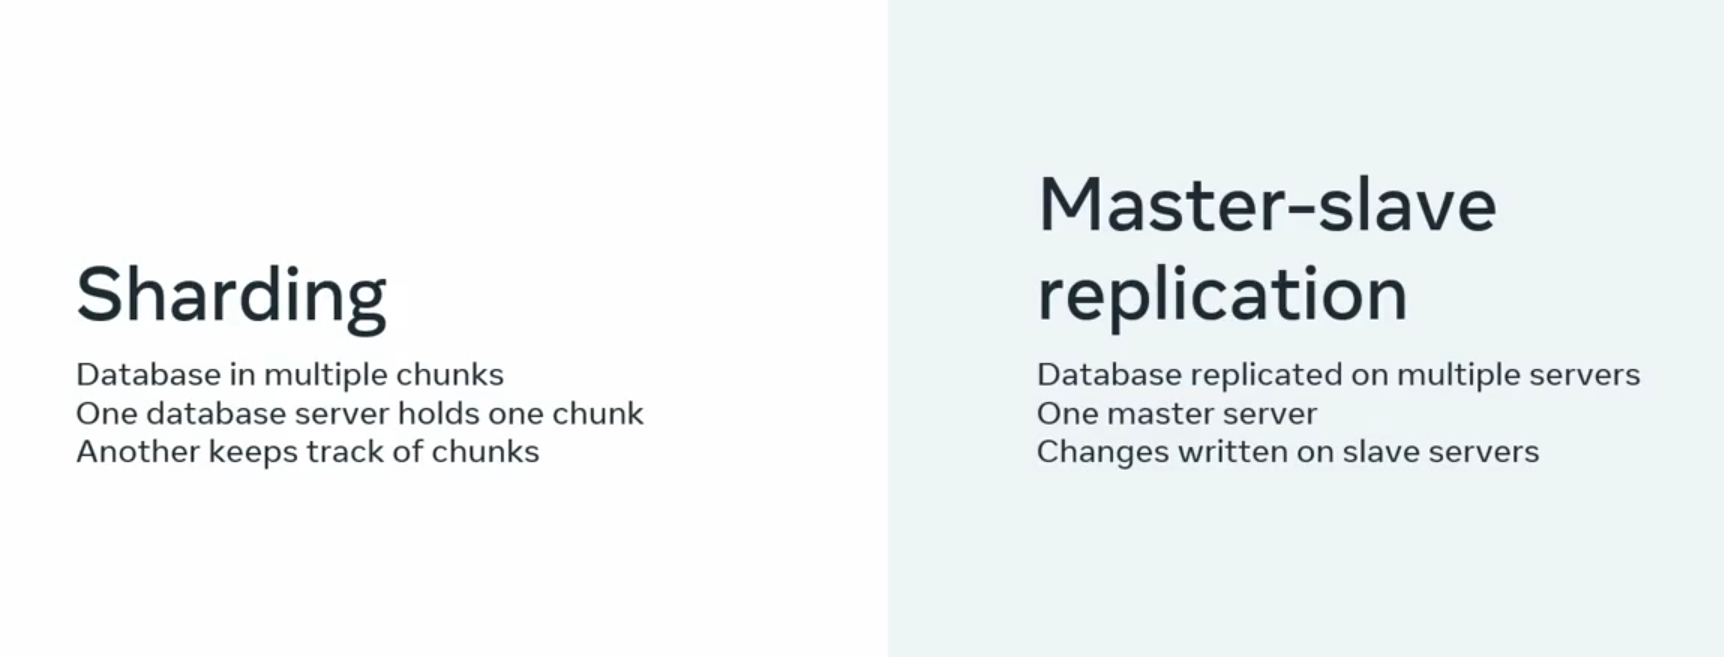 Sharding
Database in multiple chunks
One database server holds one chunk
Another keeps track of chunks
Master-slave
replication
Database replicated on multiple servers
One master server
Changes written on slave servers